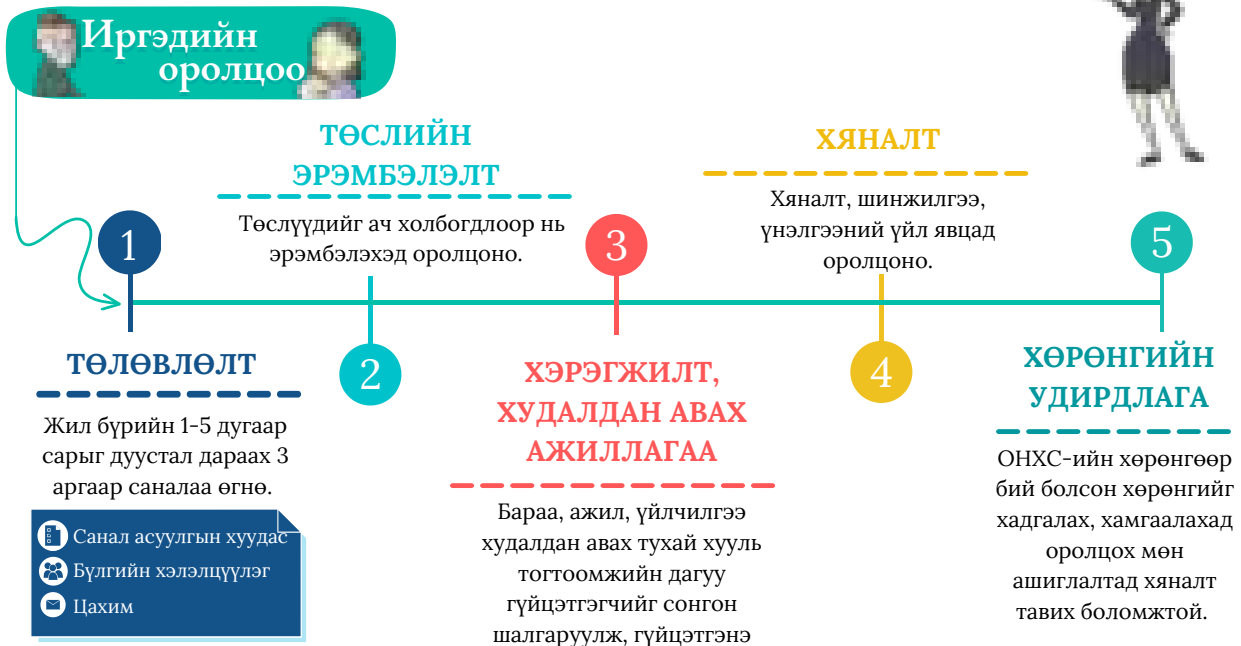 Иргэдийн
оролцоо
1
ТӨЛӨВЛӨЛТ
Жил бүрийн 1-5 дугаар
сарыг дуустал дараах 3
аргаар саналаа өгнө.
Санал асуулгын хуудас
Бүлгийн хэлэлцүүлэг
Цахим
ТӨСЛИЙН
ЭРЭМБЭЛЭЛТ
Төслүүдийг ач холбогдлоор нь
эрэмбэлэхэд оролцоно.
2
3
ХЭРЭГЖИЛТ,
ХУДАЛДАН АВАХ
АЖИЛЛАГАА
Бараа, ажил, үйлчилгээ
худалдан авах тухай хууль
тогтоомжийн дагуу
гүйцэтгэгчийг сонгон
шалгаруулж, гүйцэтгэнэ
ХЯНАЛТ
Хяналт, шинжилгээ,
үнэлгээний үйл явцад
оролцоно.
4
5
ХӨРӨНГИЙН
УДИРДЛАГА
ОНХС-ийн хөрөнгөөр
бий болсон хөрөнгийг
хадгалах, хамгаалахад
оролцох мөн
ашиглалтад хяналт
тавих боломжтой.